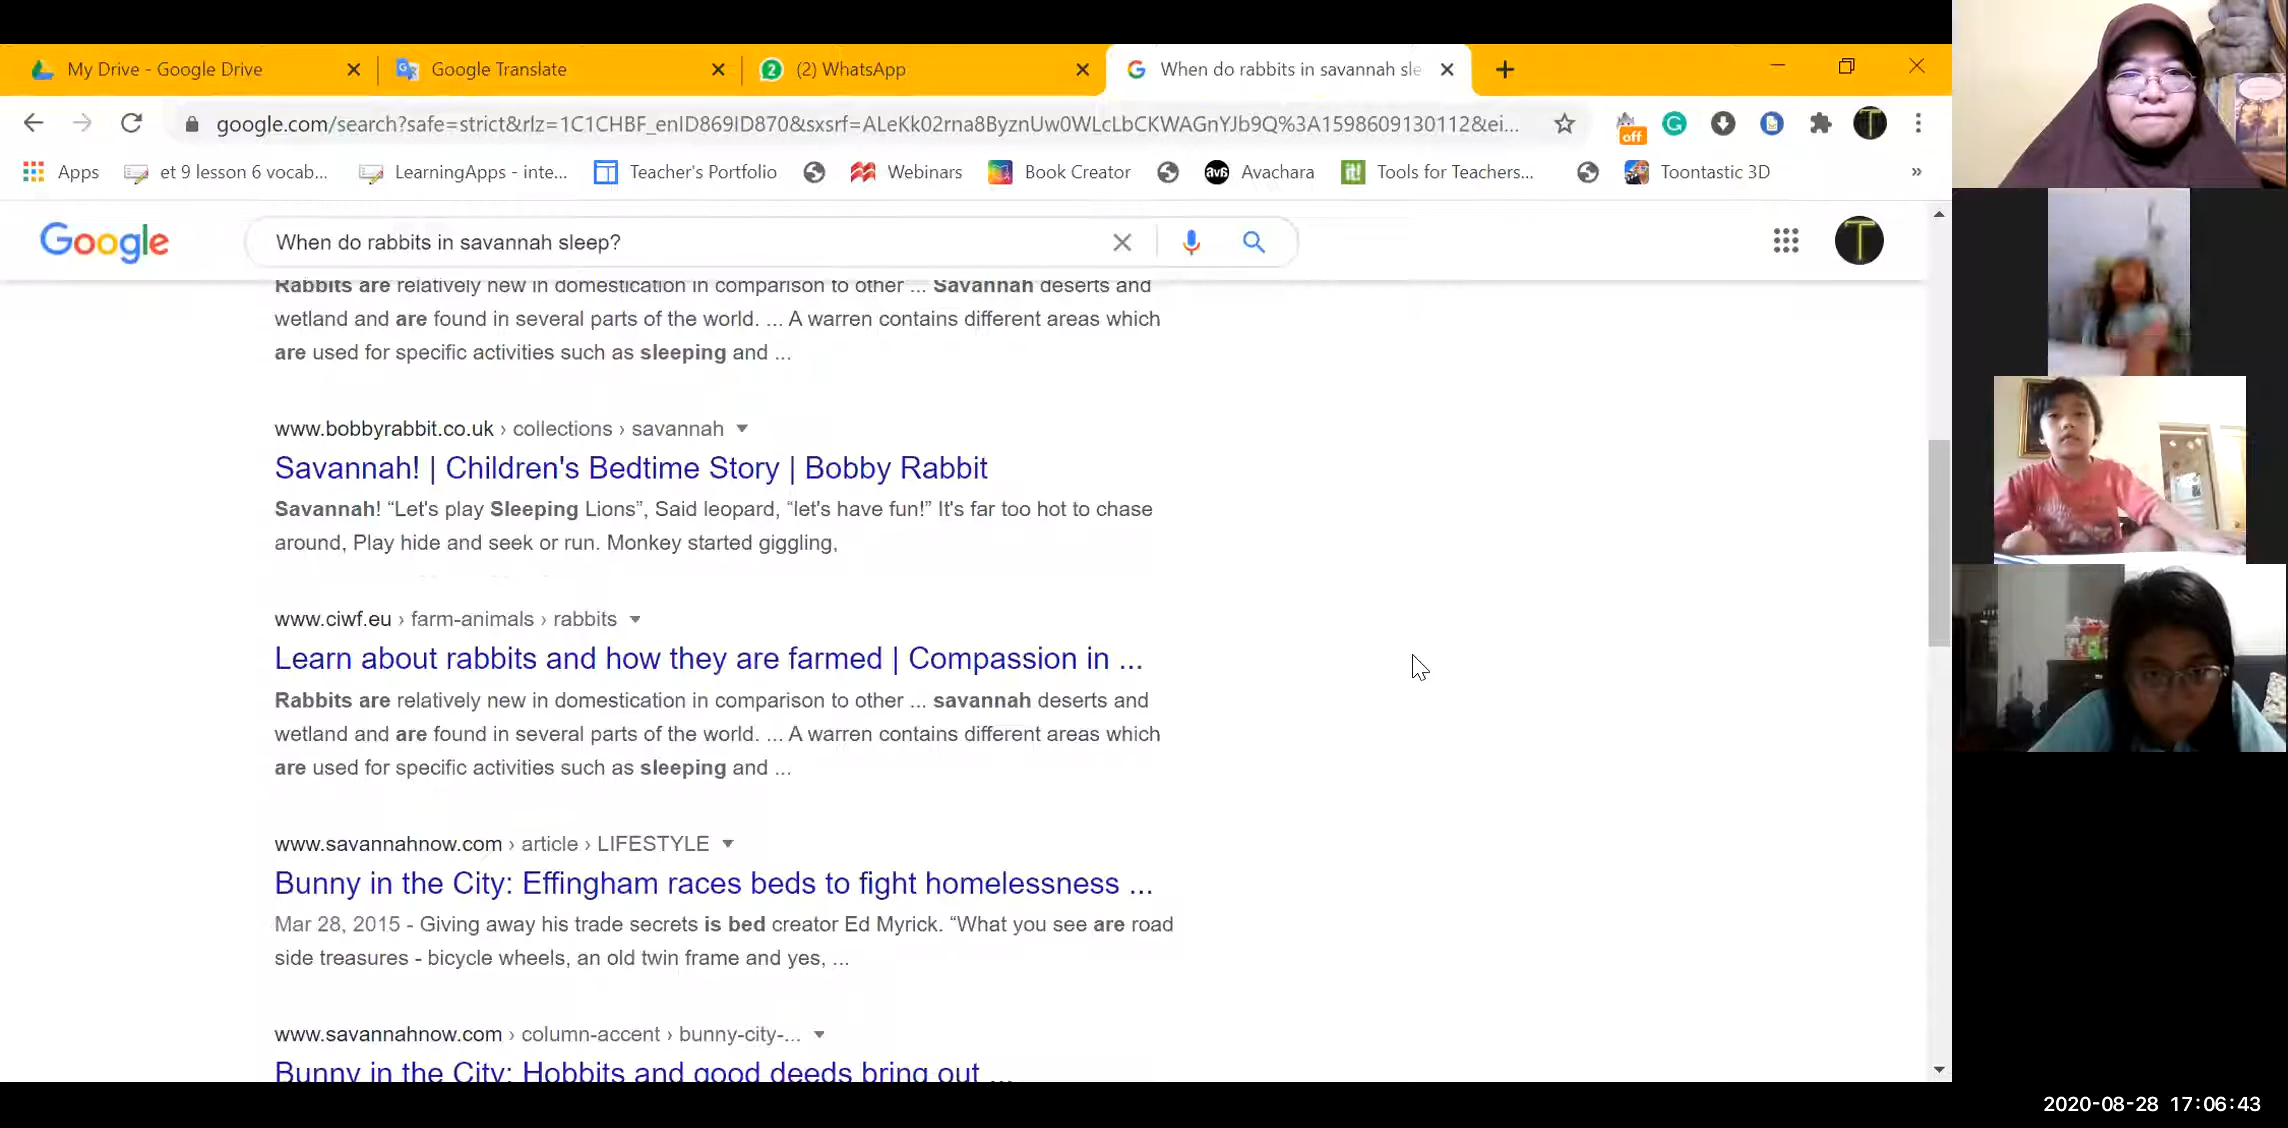 My Drive - Google Drive
Google Translate
2 (2) WhatsApp
When do rabbits in savannah sle
google.com/search?safe=strict&rlz=1C1CHBF_enID869ID870&sxsrf=ALeKk02rna8ByznUw0WLcLbCKWAGnYJb9Q%3A1598609130112&ei...
off
T
Apps
et 9 lesson 6 vocab...
LearningApps - inte...
Teacher's Portfolio
Webinars
Book Creator
ava Avachara
it! Tools for Teachers...
Toontastic 3D
»
Google
When do rabbits in savannah sleep?
T
Rabbits are relatively new in domestication in comparison to other ... Savannah deserts and
wetland and are found in several parts of the world. ... A warren contains different areas which
are used for specific activities such as sleeping and ...
www.bobbyrabbit.co.uk › collections › savannah
Savannah! | Children's Bedtime Story | Bobby Rabbit
Savannah! “Let's play Sleeping Lions”, Said leopard, “let's have fun!” It's far too hot to chase
around, Play hide and seek or run. Monkey started giggling,
www.ciwf.eu › farm-animals › rabbits
Learn about rabbits and how they are farmed | Compassion in ...
Rabbits are relatively new in domestication in comparison to other ... savannah deserts and
wetland and are found in several parts of the world. ... A warren contains different areas which
are used for specific activities such as sleeping and ...
www.savannahnow.com › article › LIFESTYLE
Bunny in the City: Effingham races beds to fight homelessness ...
Mar 28, 2015 - Giving away his trade secrets is bed creator Ed Myrick. “What you see are road
side treasures - bicycle wheels, an old twin frame and yes, ...
www.savannahnow.com › column-accent › bunny-city-...
Bunny in the City: Hobbits and good deeds bring out ...
2020-08-28 17:06:43